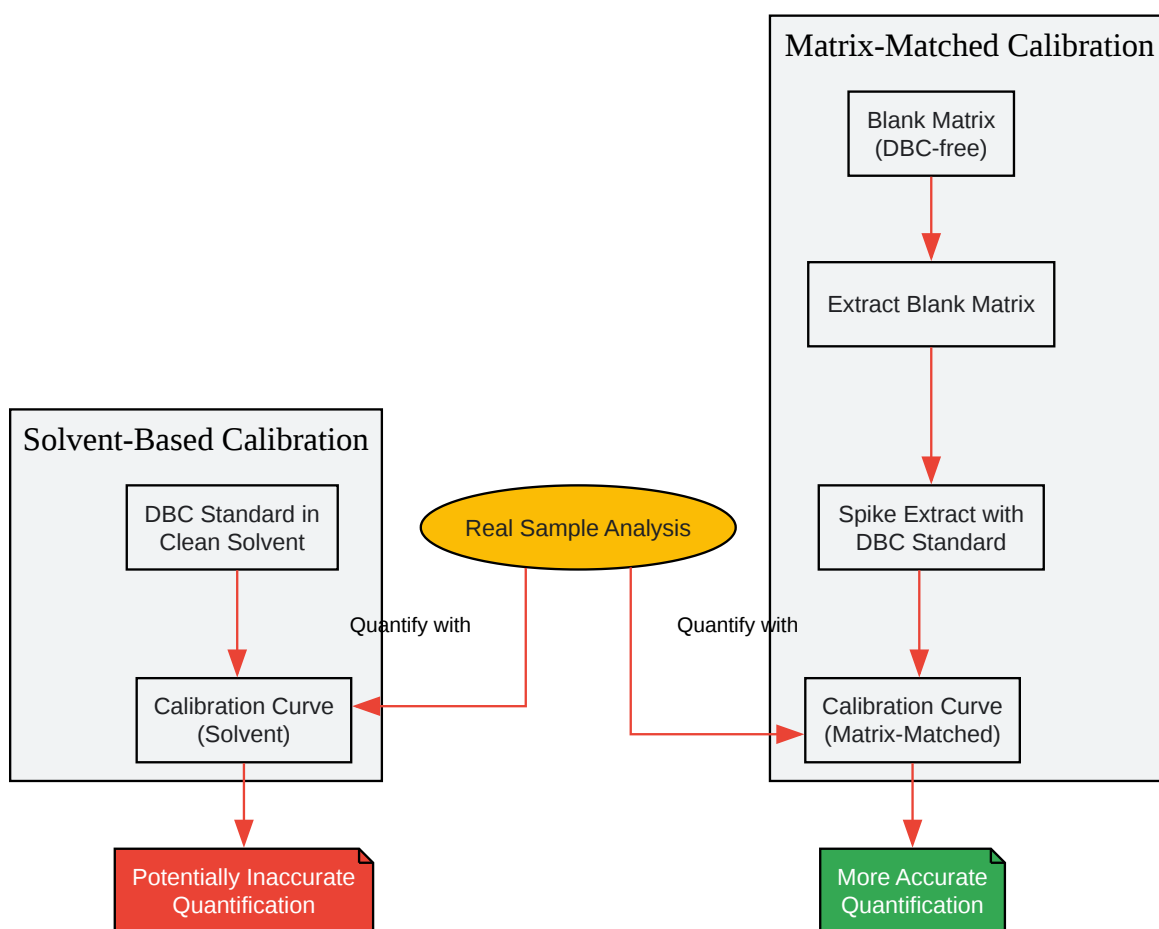 Matrix-Matched Calibration
Blank Matrix
(DBC-free)
Extract Blank Matrix
Solvent-Based Calibration
DBC Standard in
Clean Solvent
Real Sample Analysis
Spike Extract with
DBC Standard
Quantify with
Quantify with
Calibration Curve
(Solvent)
Calibration Curve
(Matrix-Matched)
Potentially Inaccurate
Quantification
More Accurate
Quantification